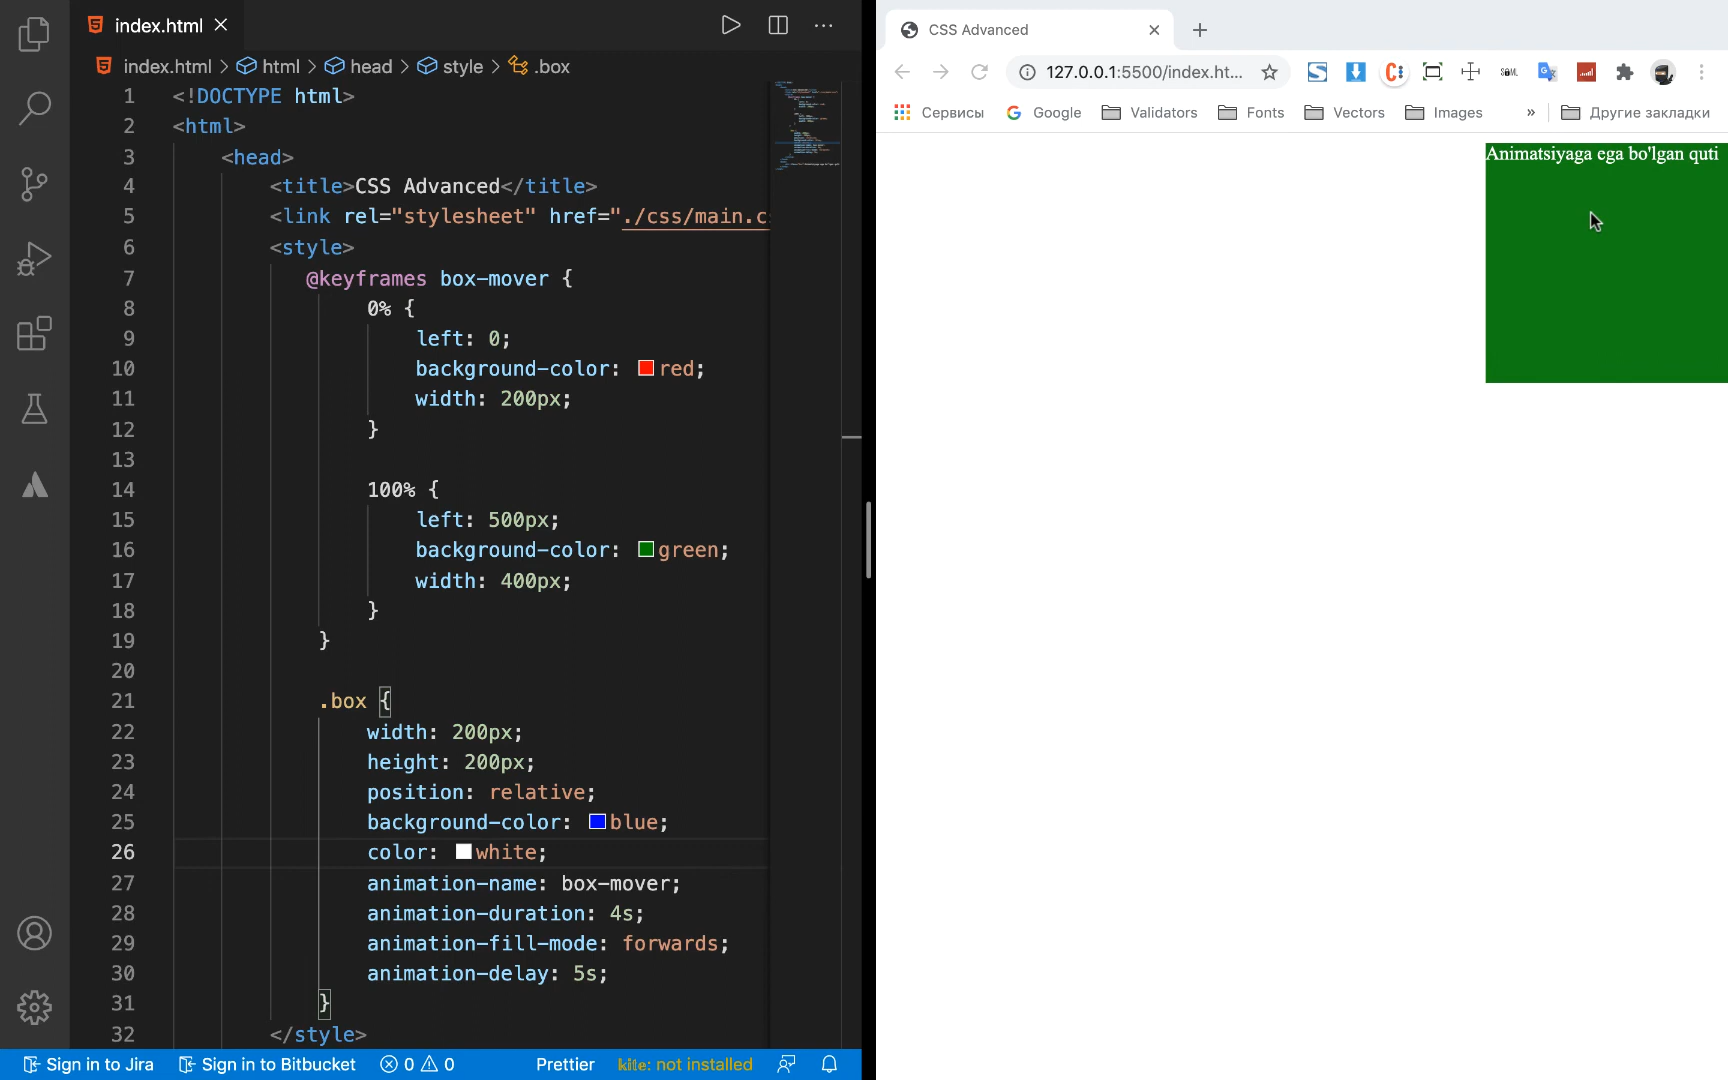 index.html
index.html > html > head > style > .box
1 <!DOCTYPE html>
2 <html>
3 <head>
4 <title>CSS Advanced</title>
5 <link rel="stylesheet" href="./css/main.c
6 <style>
7 @keyframes box-mover {
8 0% {
9 left: 0;
10 background-color: red;
11 width: 200px;
12 }
13
14 100% {
15 left: 500px;
16 background-color: green;
17 width: 400px;
18 }
19 }
20
21 .box {
22 width: 200px;
23 height: 200px;
24 position: relative;
25 background-color: blue;
26 color: white;
27 animation-name: box-mover;
28 animation-duration: 4s;
29 animation-fill-mode: forwards;
30 animation-delay: 5s;
31 }
32 </style>
Sign in to Jira Sign in to Bitbucket 0 0 Prettier kite: not installed
CSS Advanced
127.0.0.1:5500/index.ht...
Сервисы Google Validators Fonts Vectors Images » Другие закладки
Animatsiyaga ega bo'lgan quti